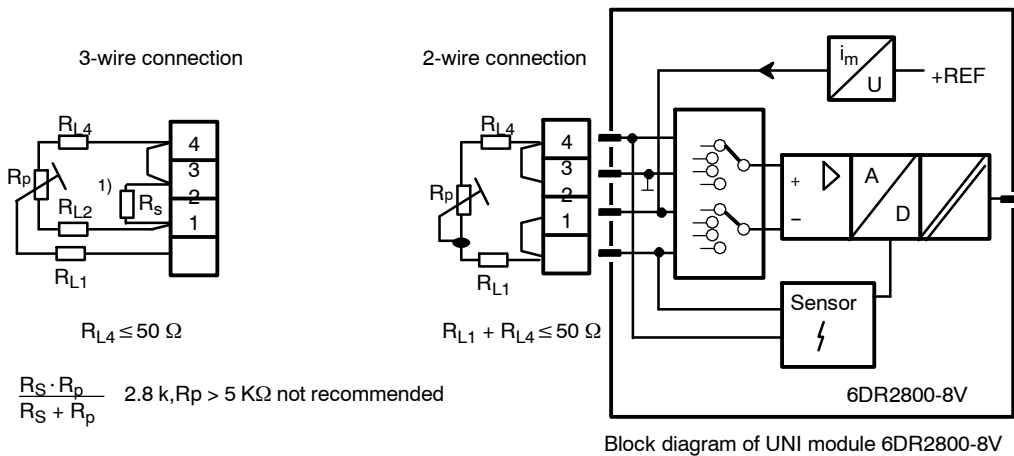 3-wire connection
2-wire connection
i_m
U
+REF
R_L4
4
3
2
1
R_p
1)
R_s
R_L2
R_L1
R_L4
4
3
2
1
R_p
R_L1
+
−
A
D
Sensor
R_L4 ≤ 50 Ω
R_L1 + R_L4 ≤ 50 Ω
R_S · R_p
R_S + R_p
2.8 k,Rp > 5 KΩ not recommended
6DR2800-8V
Block diagram of UNI module 6DR2800-8V